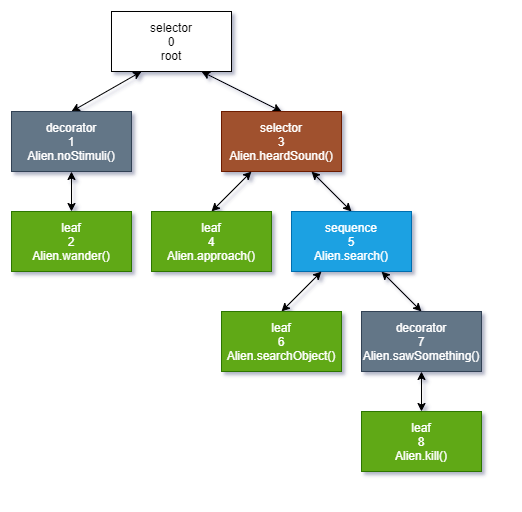 selector
0
root
decorator
1
Alien.noStimuli()
selector
3
Alien.heardSound()
leaf
2
Alien.wander()
leaf
4
Alien.approach()
sequence
5
Alien.search()
leaf
6
Alien.searchObject()
decorator
7
Alien.sawSomething()
leaf
8
Alien.kill()